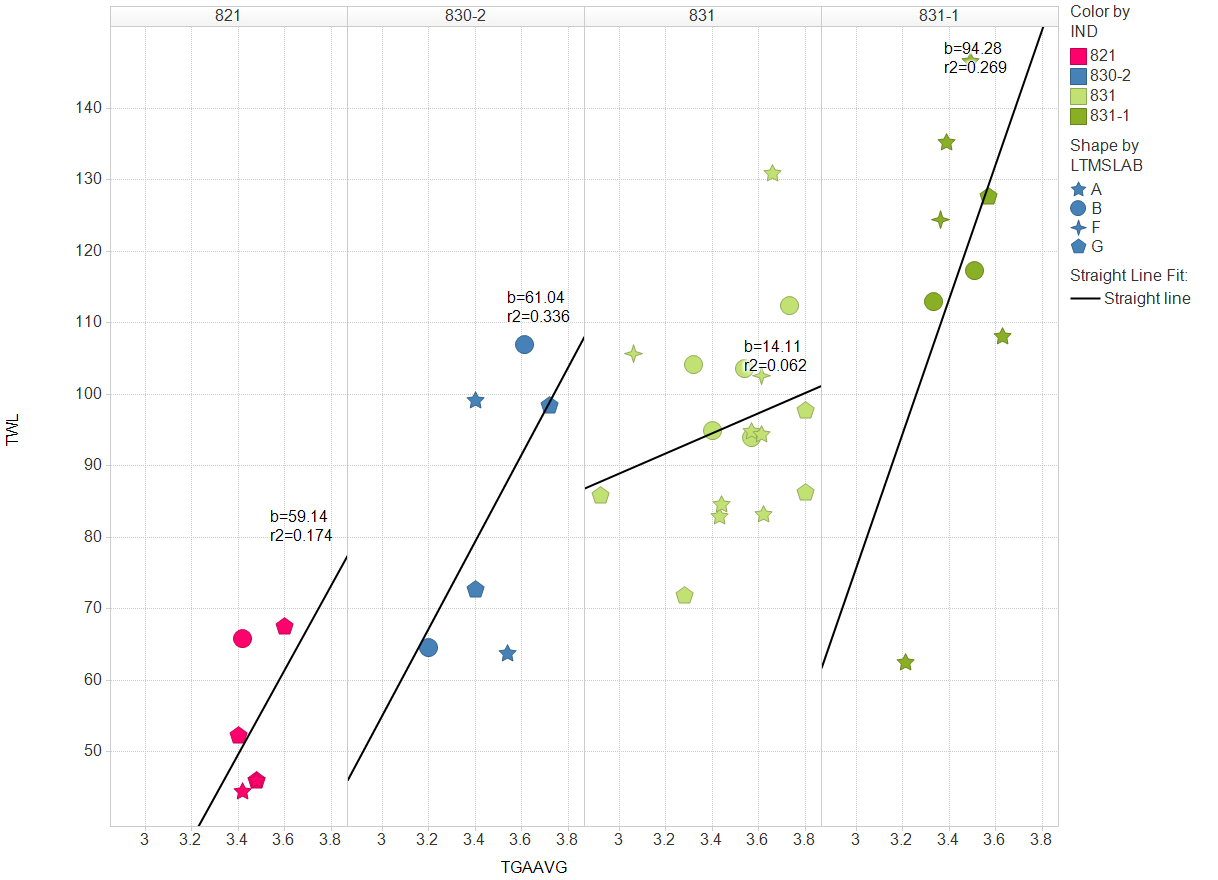 821 830-2 831 831-1
Color by
IND
821
830-2
831
831-1
Shape by
LTMSLAB
A
B
F
G
Straight Line Fit:
Straight line
TWL
140
130
120
110
100
90
80
70
60
50
b=59.14
r2=0.174
b=61.04
r2=0.336
b=14.11
r2=0.062
b=94.28
r2=0.269
3 3.2 3.4 3.6 3.8 3 3.2 3.4 3.6 3.8 3 3.2 3.4 3.6 3.8 3 3.2 3.4 3.6 3.8
TGAAVG